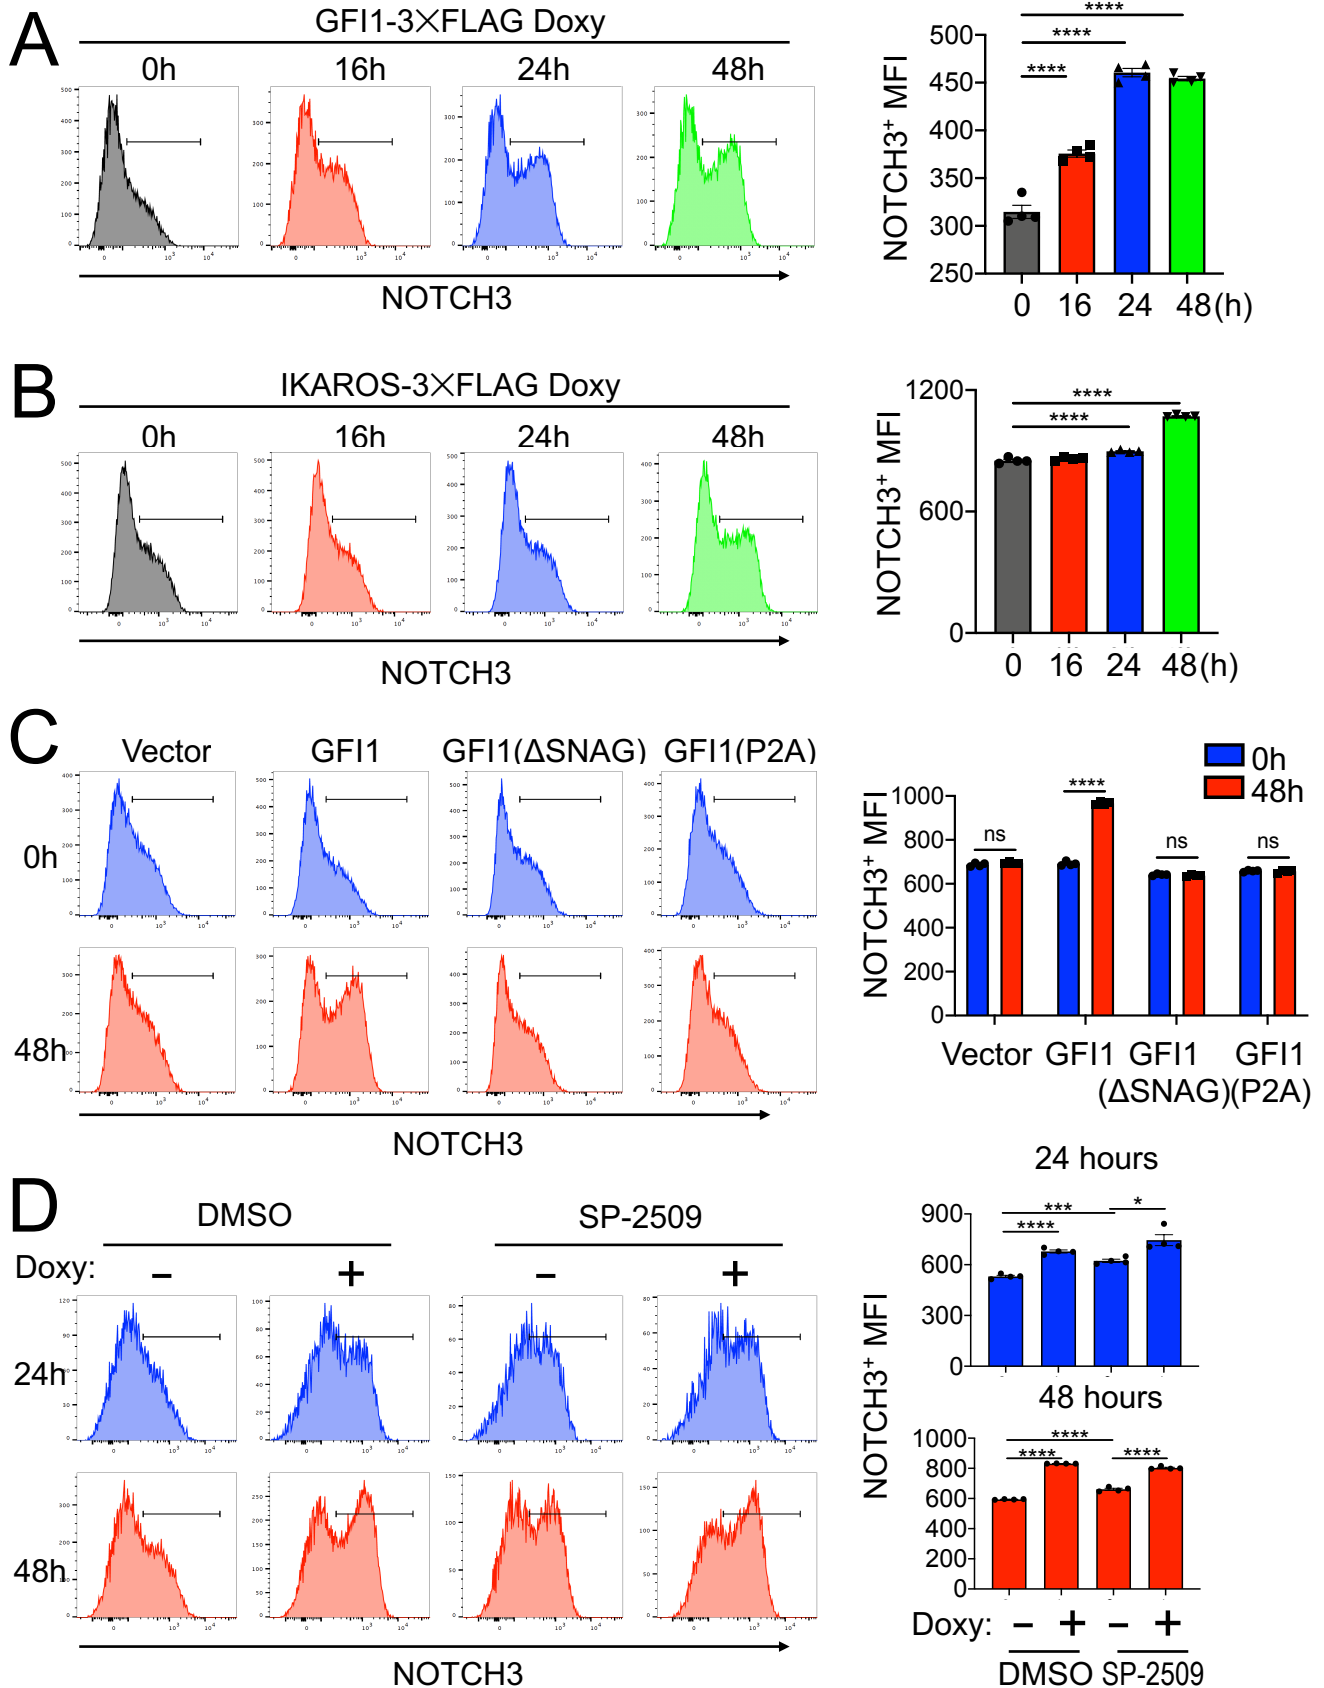 A
GFI1-3×FLAG Doxy
0h 16h 24h 48h
NOTCH3
NOTCH3⁺ MFI
500
450
400
350
300
250
**** **** ****
0 16 24 48(h)
B
IKAROS-3×FLAG Doxy
0h 16h 24h 48h
NOTCH3
NOTCH3⁺ MFI
1200
600
0
**** ****
0 16 24 48(h)
C
Vector GFI1 GFI1(ΔSNAG) GFI1(P2A)
0h
48h
NOTCH3
NOTCH3⁺ MFI
0h
48h
1000
800
600
400
200
0
ns **** ns ns
Vector GFI1 GFI1 GFI1
(ΔSNAG)(P2A)
D
DMSO SP-2509
Doxy: − + − +
24h
48h
NOTCH3
NOTCH3⁺ MFI
24 hours
900
600
300
0
**** *** *
48 hours
1000
800
600
400
200
0
**** **** ****
Doxy: − + − +
DMSO SP-2509